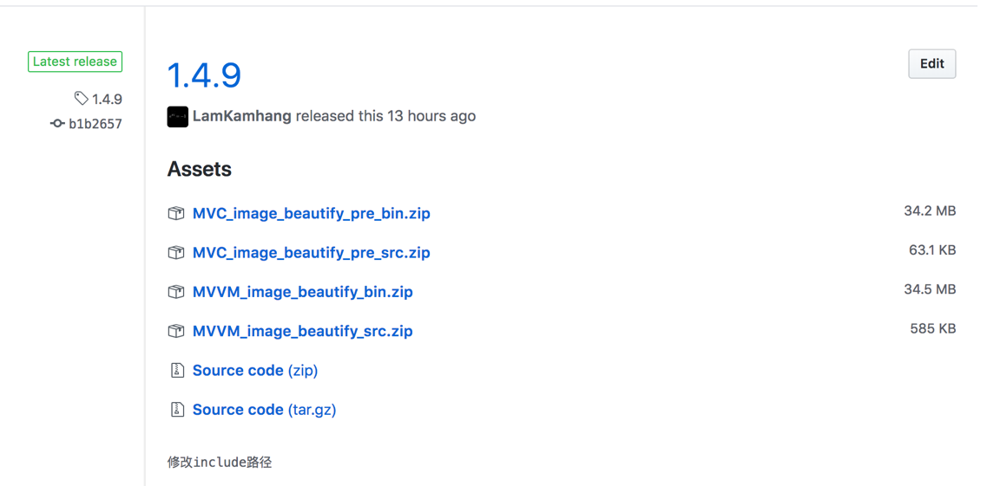 Latest release
1.4.9
b1b2657
1.4.9
Edit
LamKamhang released this 13 hours ago
Assets
MVC_image_beautify_pre_bin.zip 34.2 MB
MVC_image_beautify_pre_src.zip 63.1 KB
MVVM_image_beautify_bin.zip 34.5 MB
MVVM_image_beautify_src.zip 585 KB
Source code (zip)
Source code (tar.gz)
修改include路径